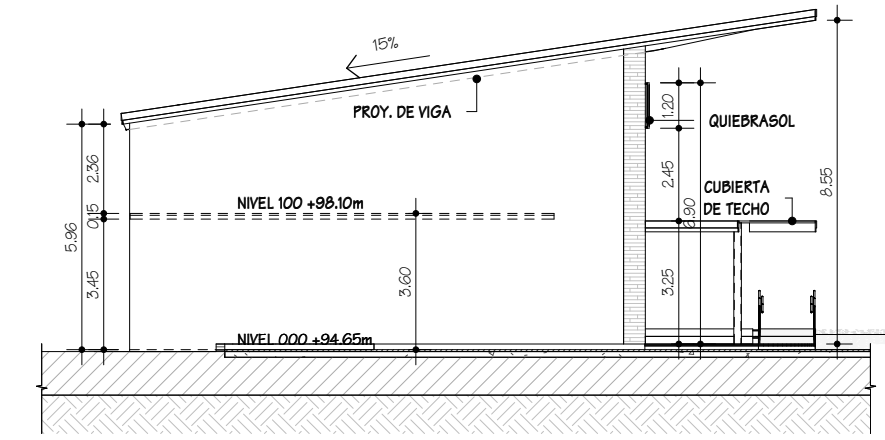 15%
PROY. DE VIGA
1.20
QUIEBRASOL
2.36
2.45
6.90
8.55
CUBIERTA
DE TECHO
NIVEL 100 +98.10m
0.15
5.96
3.45
3.60
3.25
NIVEL 000 +94.65m